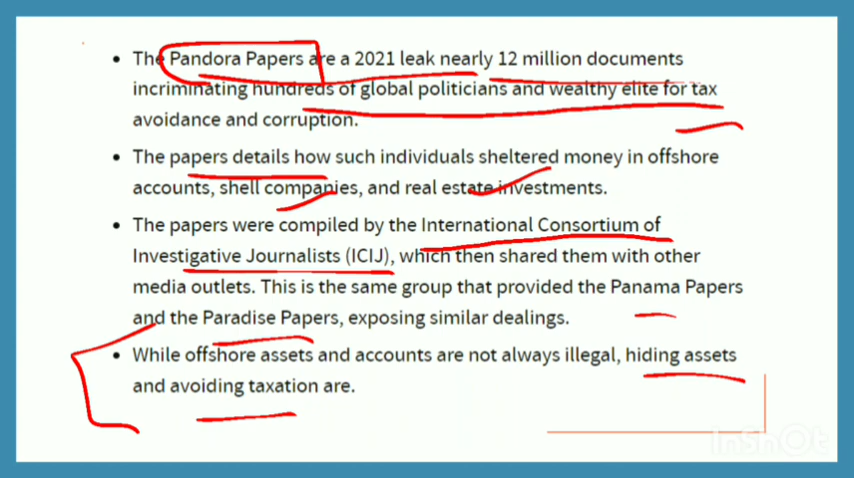 • The Pandora Papers are a 2021 leak nearly 12 million documents
incriminating hundreds of global politicians and wealthy elite for tax
avoidance and corruption.
• The papers details how such individuals sheltered money in offshore
accounts, shell companies, and real estate investments.
• The papers were compiled by the International Consortium of
Investigative Journalists (ICIJ), which then shared them with other
media outlets. This is the same group that provided the Panama Papers
and the Paradise Papers, exposing similar dealings.
• While offshore assets and accounts are not always illegal, hiding assets
and avoiding taxation are.
InShOt